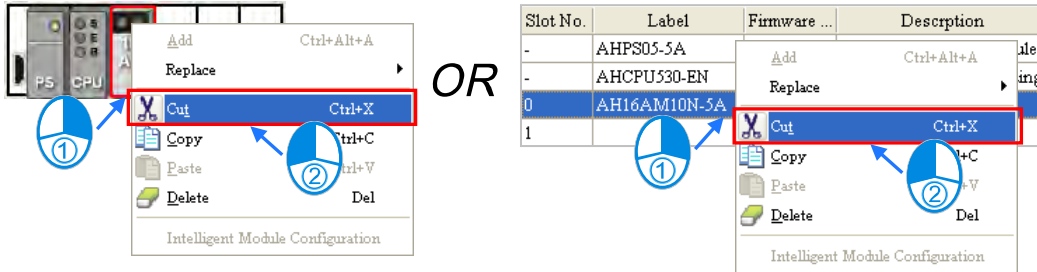 PS
CPU
Add Ctrl+Alt+A
Replace
Cut Ctrl+X
Copy
Paste
Delete Del
Intelligent Module Configuration
①
②
OR
Slot No. Label Firmware ... Descrption
- AHPS05-5A
- AHCPU530-EN
0 AH16AM10N-5A
1
Add Ctrl+Alt+A
Replace
Cut Ctrl+X
Copy
Paste
Delete Del
Intelligent Module Configuration
①
②